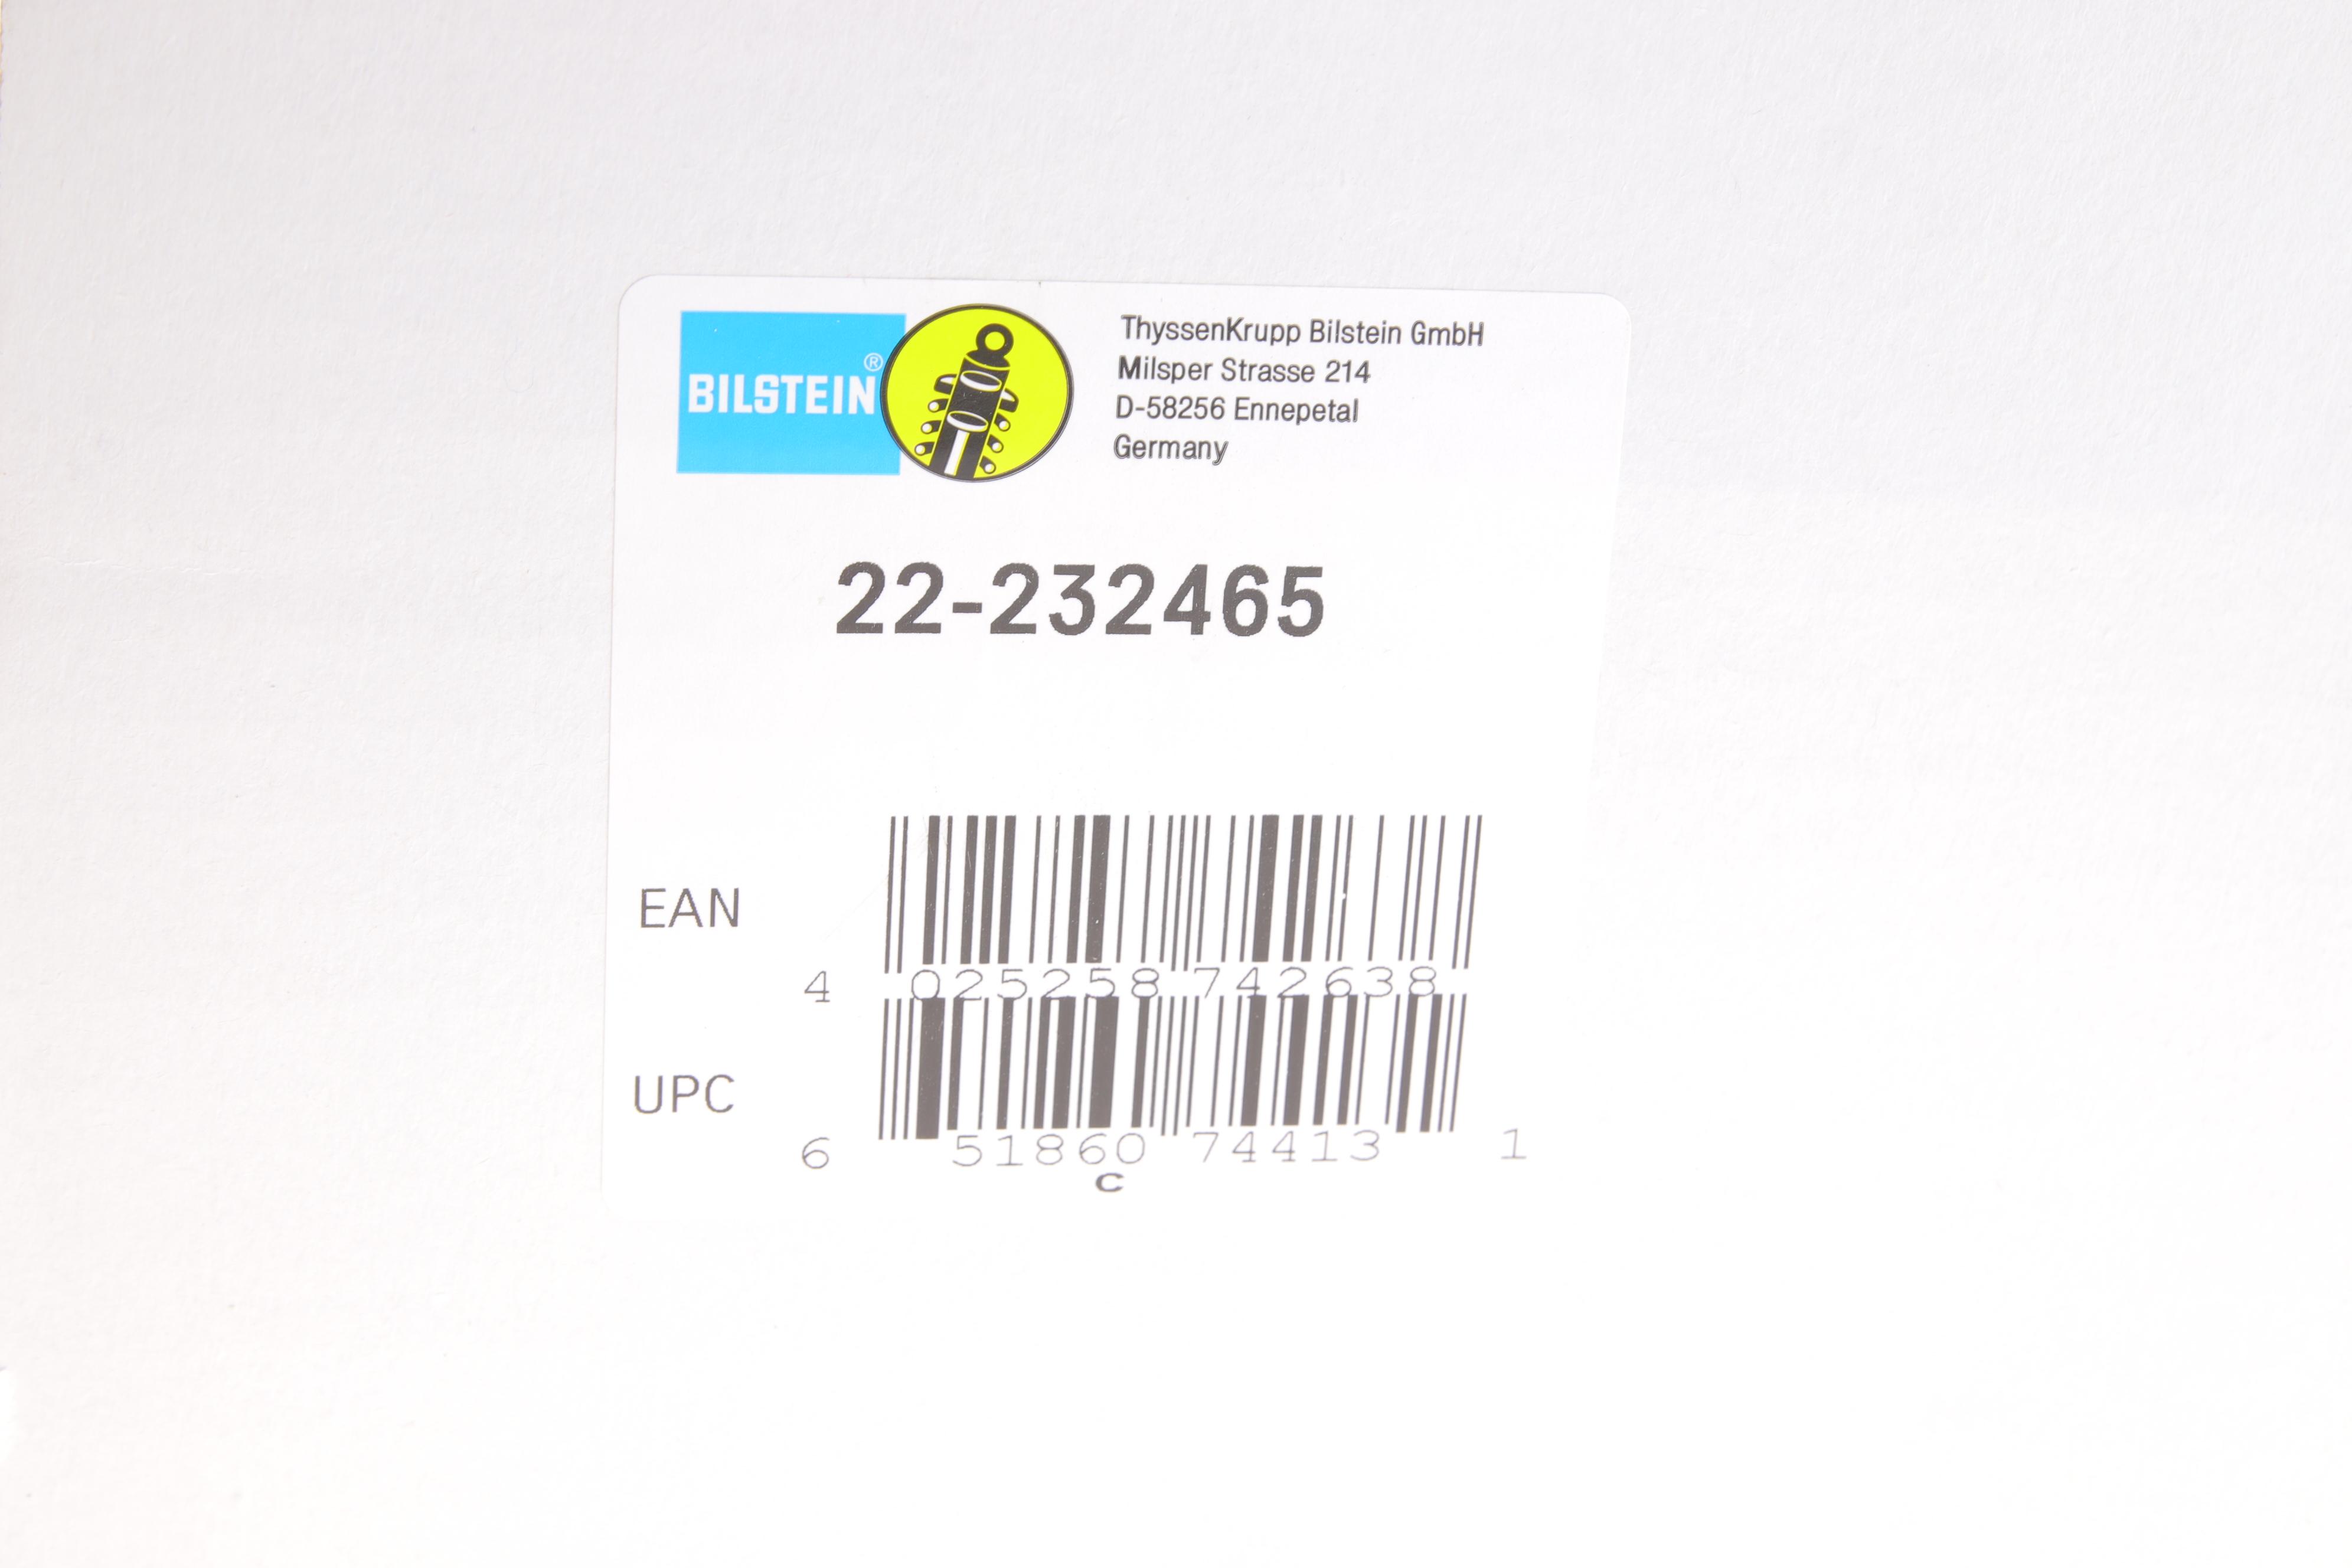 BILSTEIN®
ThyssenKrupp Bilstein GmbH
Milsper Strasse 214
D-58256 Ennepetal
Germany
22-232465
EAN
4 025258 742638
UPC
6 51860 74413 1
C